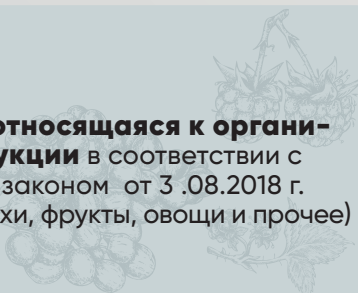 относящаяся к органи-
укции в соответствии с
законом от 3 .08.2018 г.
хи, фрукты, овощи и прочее)